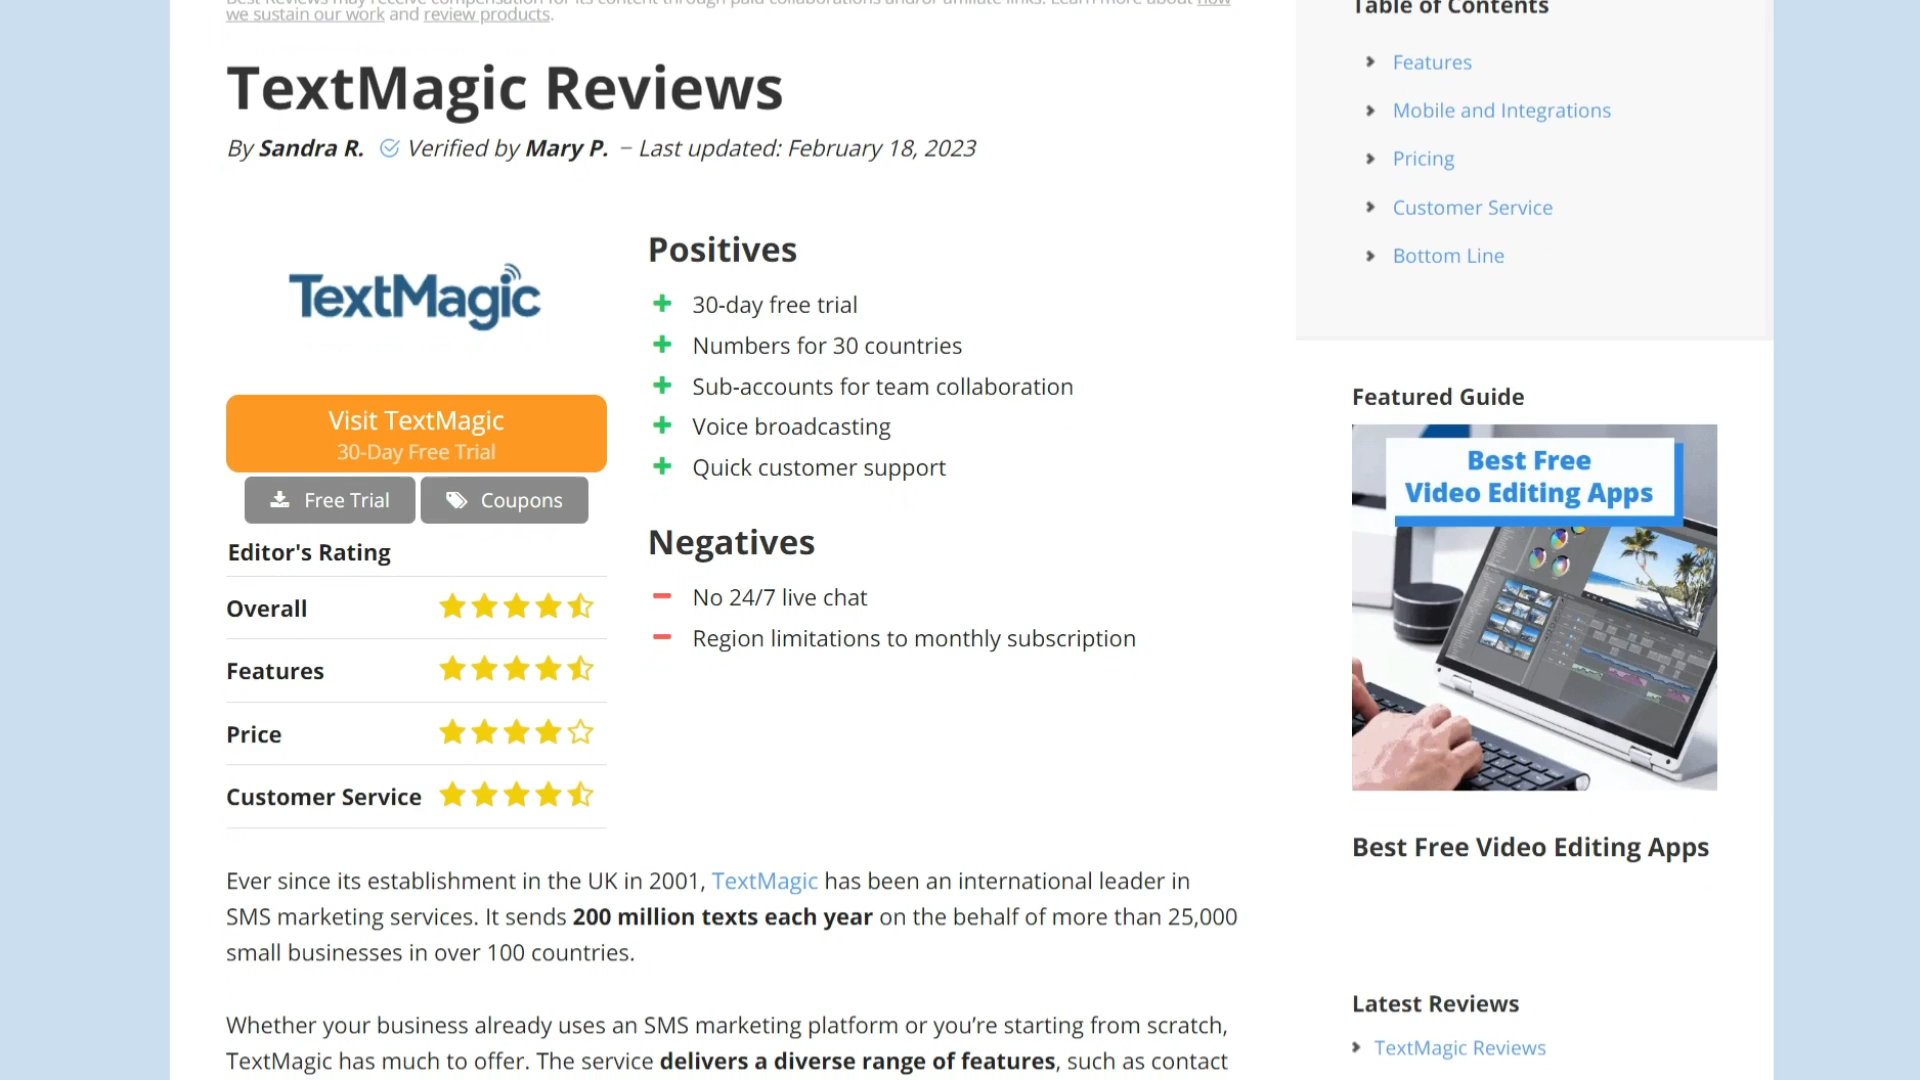 Best Reviews may receive compensation for its content through paid collaborations and/or affiliate links. Learn more about how
we sustain our work and review products.
TextMagic Reviews
By Sandra R. Verified by Mary P. – Last updated: February 18, 2023
TextMagic
Visit TextMagic
30-Day Free Trial
Free Trial
Coupons
Editor's Rating
Overall
Features
Price
Customer Service
Positives
30-day free trial
Numbers for 30 countries
Sub-accounts for team collaboration
Voice broadcasting
Quick customer support
Negatives
No 24/7 live chat
Region limitations to monthly subscription
Ever since its establishment in the UK in 2001, TextMagic has been an international leader in
SMS marketing services. It sends 200 million texts each year on the behalf of more than 25,000
small businesses in over 100 countries.
Whether your business already uses an SMS marketing platform or you’re starting from scratch,
TextMagic has much to offer. The service delivers a diverse range of features, such as contact
Table of Contents
Features
Mobile and Integrations
Pricing
Customer Service
Bottom Line
Featured Guide
Best Free
Video Editing Apps
Best Free Video Editing Apps
Latest Reviews
TextMagic Reviews